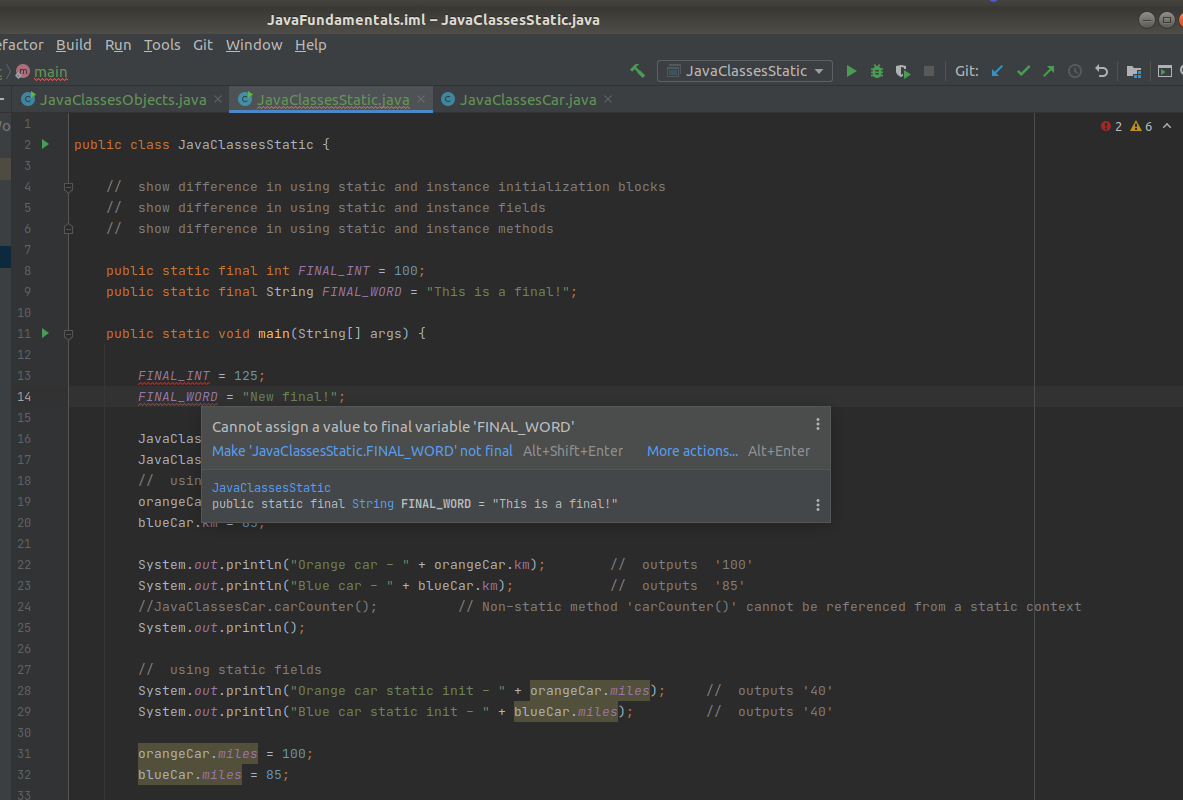 JavaFundamentals.iml – JavaClassesStatic.java
efactor Build Run Tools Git Window Help
main
JavaClassesStatic
Git:
JavaClassesObjects.java
JavaClassesStatic.java
JavaClassesCar.java
2 6
1
2 public class JavaClassesStatic {
3
4 // show difference in using static and instance initialization blocks
5 // show difference in using static and instance fields
6 // show difference in using static and instance methods
7
8 public static final int FINAL_INT = 100;
9 public static final String FINAL_WORD = "This is a final!";
10
11 public static void main(String[] args) {
12
13 FINAL_INT = 125;
14 FINAL_WORD = "New final!";
15
16 JavaClas
17 JavaClas
18 // usin
19 orangeCa
20 blueCar.km = 85;
Cannot assign a value to final variable 'FINAL_WORD'
Make 'JavaClassesStatic.FINAL_WORD' not final Alt+Shift+Enter More actions... Alt+Enter
JavaClassesStatic
public static final String FINAL_WORD = "This is a final!"
21
22 System.out.println("Orange car – " + orangeCar.km); // outputs '100'
23 System.out.println("Blue car – " + blueCar.km); // outputs '85'
24 //JavaClassesCar.carCounter(); // Non-static method 'carCounter()' cannot be referenced from a static context
25 System.out.println();
26
27 // using static fields
28 System.out.println("Orange car static init – " + orangeCar.miles); // outputs '40'
29 System.out.println("Blue car static init – " + blueCar.miles); // outputs '40'
30
31 orangeCar.miles = 100;
32 blueCar.miles = 85;
33